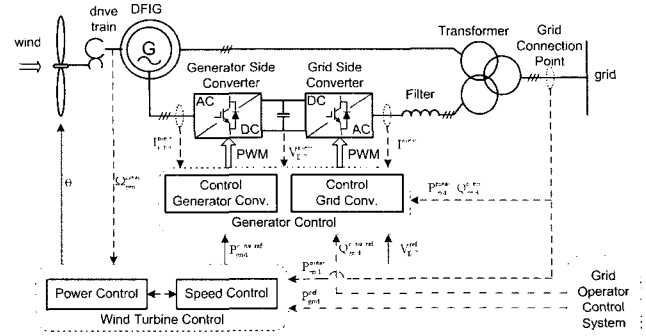 DFIG
drive
train
wind
G
Transformer
Grid
Connection
Point
grid
Generator Side
Converter
Grid Side
Converter
Filter
AC
DC
DC
AC
PWM
PWM
Control
Generator Conv.
Control
Grid Conv.
Generator Control
θ
Power Control
Speed Control
Wind Turbine Control
Grid
Operator
Control
System